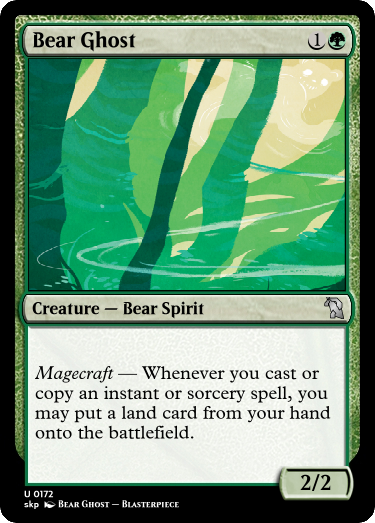 Bear Ghost 1
Creature — Bear Spirit
Magecraft — Whenever you cast or
copy an instant or sorcery spell, you
may put a land card from your hand
onto the battlefield.
2/2
U 0172
skp Bear Ghost — Blasterpiece